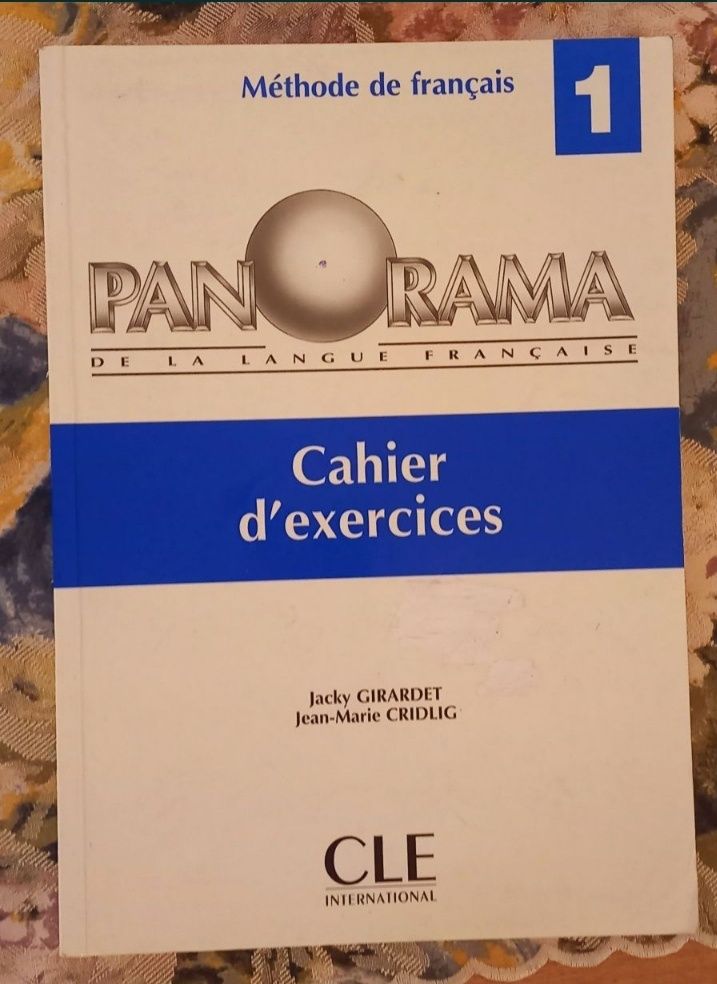 Méthode de français
1
PANORAMA
DE LA LANGUE FRANÇAISE
Cahier
d'exercices
Jacky GIRARDET
Jean-Marie CRIDLIG
CLE
INTERNATIONAL